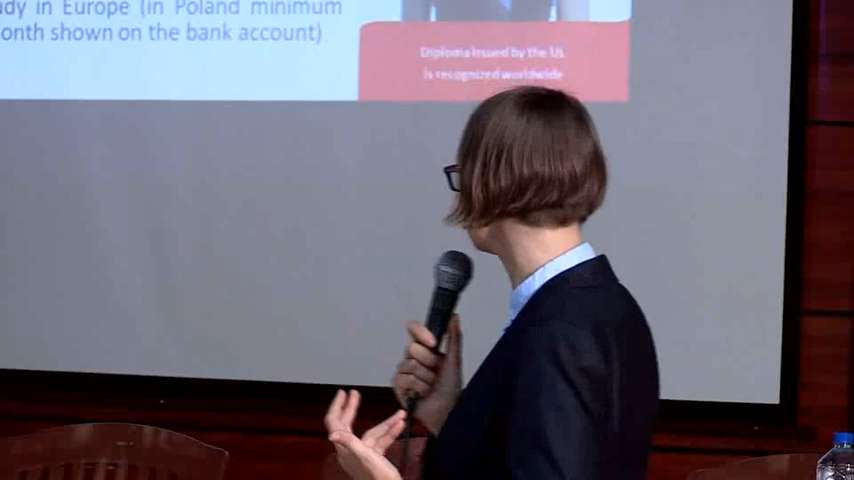 dy in Europe (in Poland minimum
onth shown on the bank account)
Diploma issued by the UŁ
is recognized worldwide